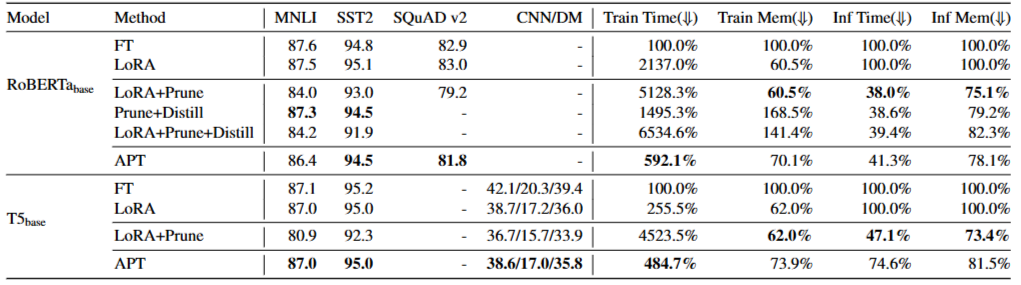 Model Method MNLI SST2 SQuAD v2 CNN/DM Train Time(⇓) Train Mem(⇓) Inf Time(⇓) Inf Mem(⇓)
RoBERTabase FT 87.6 94.8 82.9 - 100.0% 100.0% 100.0% 100.0%
LoRA 87.5 95.1 83.0 - 2137.0% 60.5% 100.0% 100.0%
LoRA+Prune 84.0 93.0 79.2 - 5128.3% 60.5% 38.0% 75.1%
Prune+Distill 87.3 94.5 - - 1495.3% 168.5% 38.6% 79.2%
LoRA+Prune+Distill 84.2 91.9 - - 6534.6% 141.4% 39.4% 82.3%
APT 86.4 94.5 81.8 - 592.1% 70.1% 41.3% 78.1%
T5base FT 87.1 95.2 - 42.1/20.3/39.4 100.0% 100.0% 100.0% 100.0%
LoRA 87.0 95.0 - 38.7/17.2/36.0 255.5% 62.0% 100.0% 100.0%
LoRA+Prune 80.9 92.3 - 36.7/15.7/33.9 4523.5% 62.0% 47.1% 73.4%
APT 87.0 95.0 - 38.6/17.0/35.8 484.7% 73.9% 74.6% 81.5%